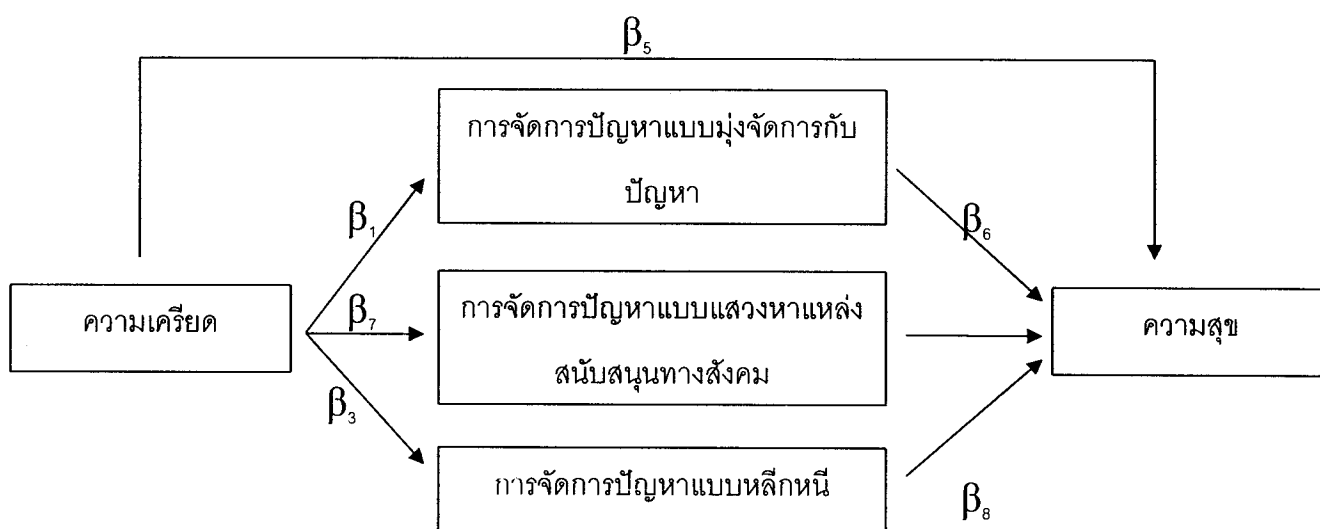 β5
การจัดการปัญหาแบบมุ่งจัดการกับ
ปัญหา
β1
β6
ความเครียด
β7
การจัดการปัญหาแบบแสวงหาแหล่ง
สนับสนุนทางสังคม
ความสุข
β3
การจัดการปัญหาแบบหลีกหนี
β8